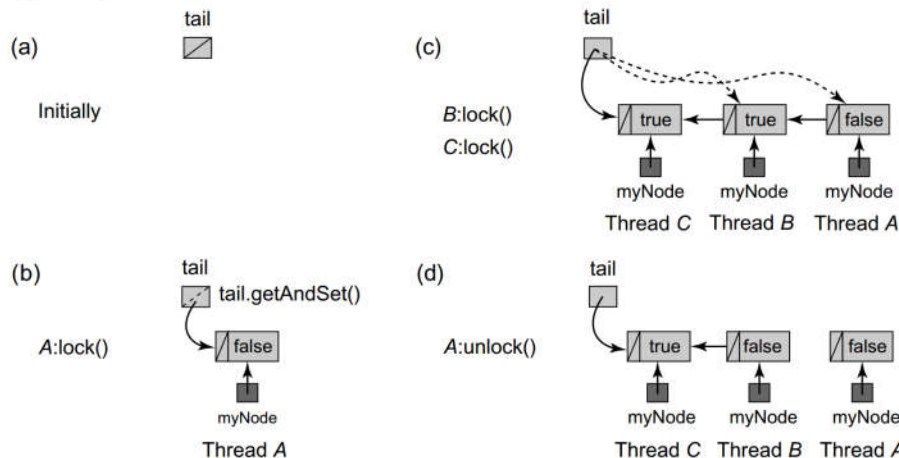 (a)
tail
Initially
(b)
tail
tail.getAndSet()
A:lock()
false
myNode
Thread A
(c)
tail
B:lock()
C:lock()
true true false
myNode myNode myNode
Thread C Thread B Thread A
(d)
tail
A:unlock()
true false false
myNode myNode myNode
Thread C Thread B Thread A